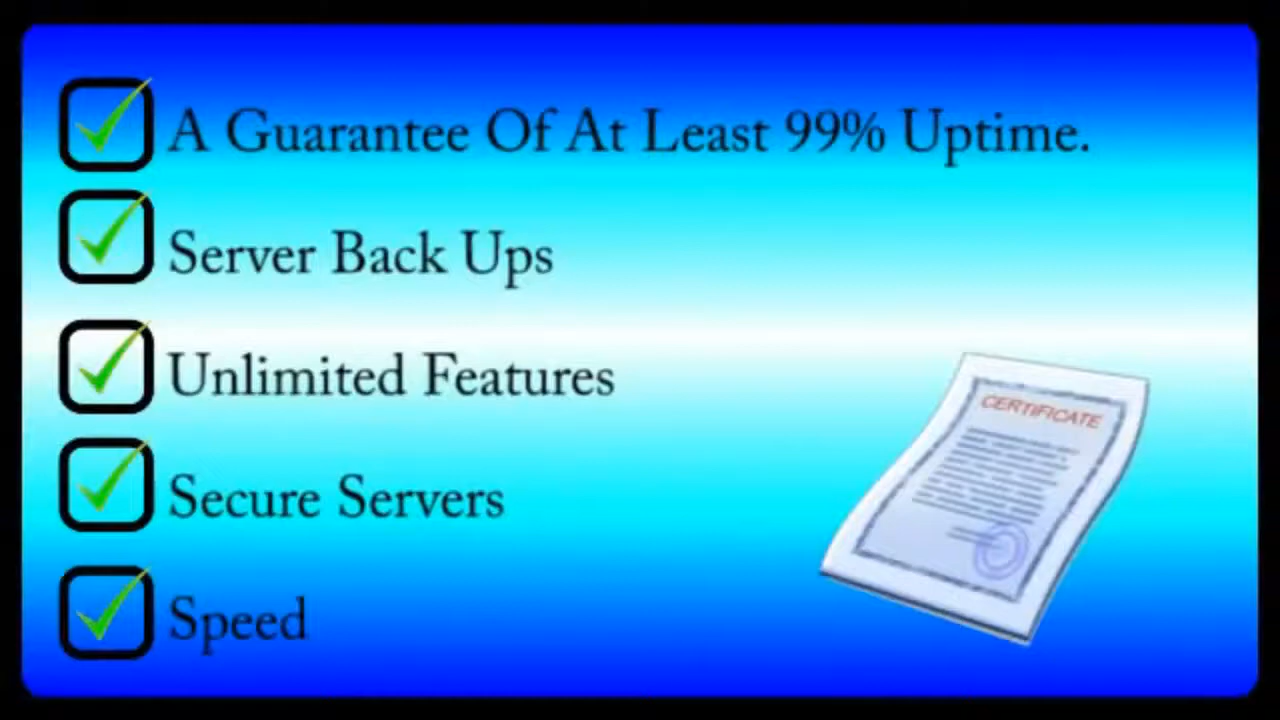 A Guarantee Of At Least 99% Uptime.
Server Back Ups
Unlimited Features
CERTIFICATE
Secure Servers
Speed